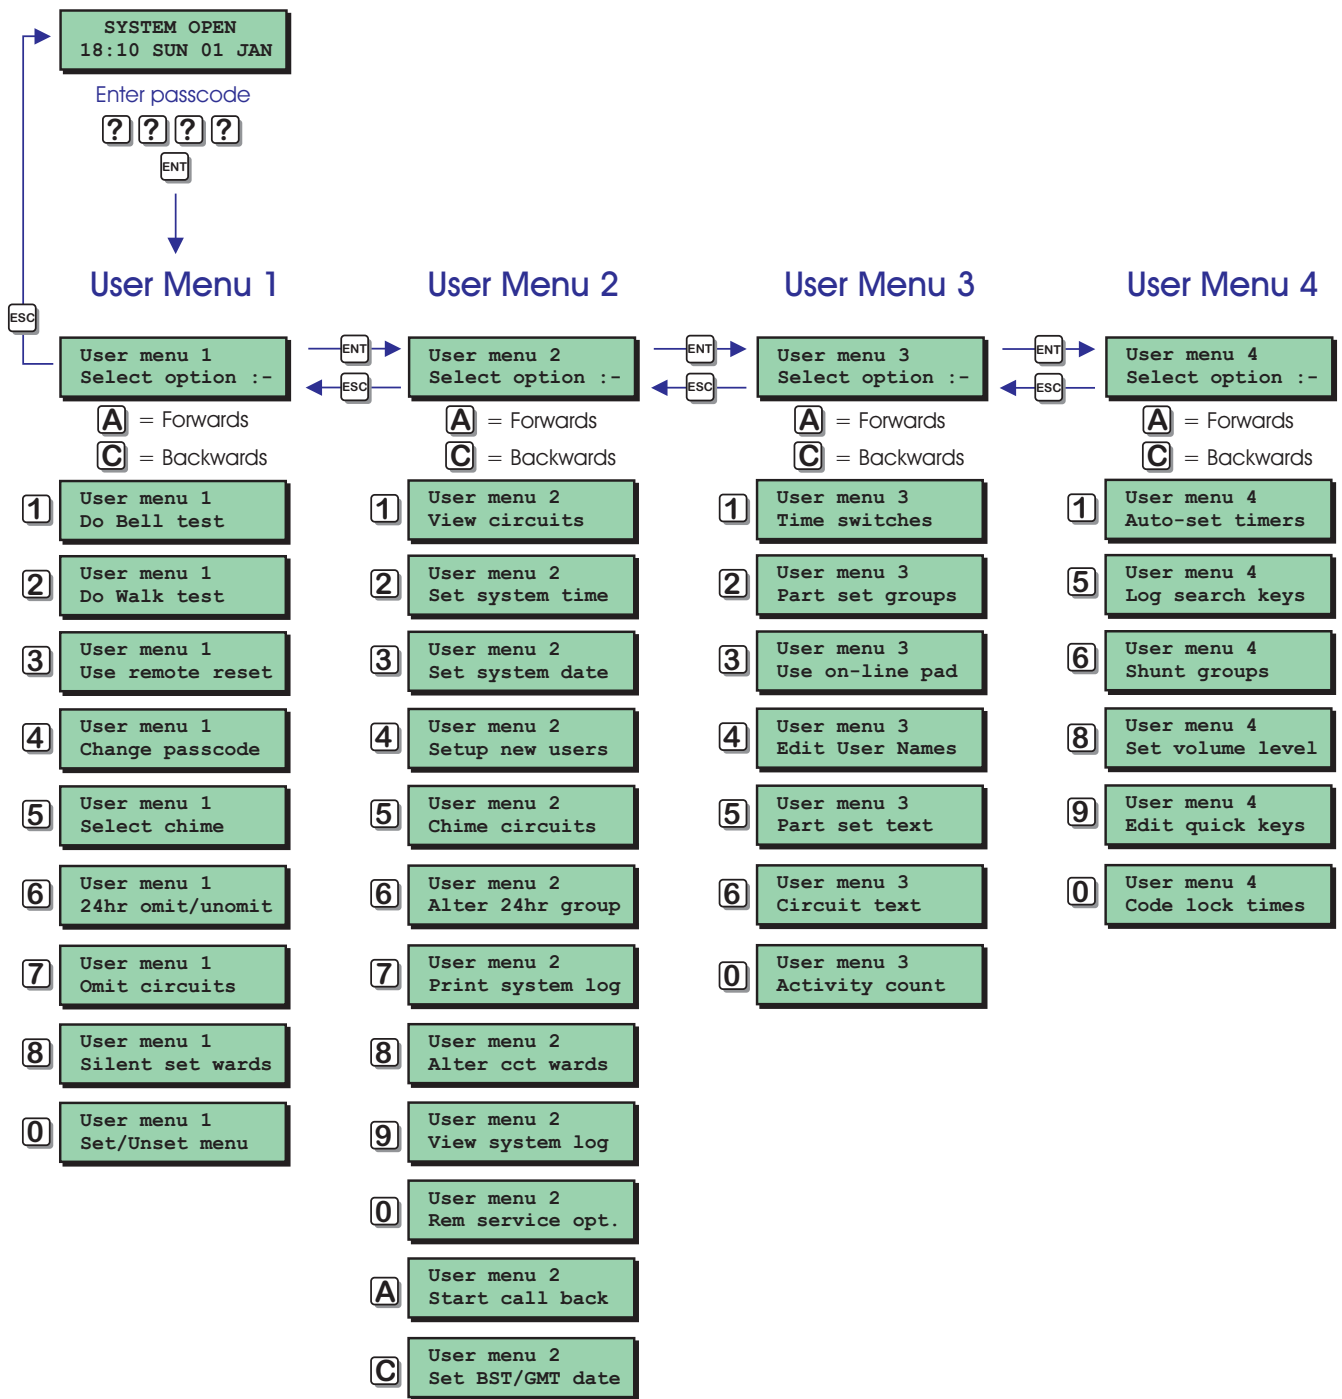 SYSTEM OPEN
18:10 SUN 01 JAN
Enter passcode
? ? ? ?
ENT
ESC
User Menu 1
User menu 1
Select option :-
A = Forwards
C = Backwards
1 User menu 1
Do Bell test
2 User menu 1
Do Walk test
3 User menu 1
Use remote reset
4 User menu 1
Change passcode
5 User menu 1
Select chime
6 User menu 1
24hr omit/unomit
7 User menu 1
Omit circuits
8 User menu 1
Silent set wards
0 User menu 1
Set/Unset menu
ENT
ESC
User Menu 2
User menu 2
Select option :-
A = Forwards
C = Backwards
1 User menu 2
View circuits
2 User menu 2
Set system time
3 User menu 2
Set system date
4 User menu 2
Setup new users
5 User menu 2
Chime circuits
6 User menu 2
Alter 24hr group
7 User menu 2
Print system log
8 User menu 2
Alter cct wards
9 User menu 2
View system log
0 User menu 2
Rem service opt.
A User menu 2
Start call back
C User menu 2
Set BST/GMT date
ENT
ESC
User Menu 3
User menu 3
Select option :-
A = Forwards
C = Backwards
1 User menu 3
Time switches
2 User menu 3
Part set groups
3 User menu 3
Use on-line pad
4 User menu 3
Edit User Names
5 User menu 3
Part set text
6 User menu 3
Circuit text
0 User menu 3
Activity count
ENT
ESC
User Menu 4
User menu 4
Select option :-
A = Forwards
C = Backwards
1 User menu 4
Auto-set timers
5 User menu 4
Log search keys
6 User menu 4
Shunt groups
8 User menu 4
Set volume level
9 User menu 4
Edit quick keys
0 User menu 4
Code lock times